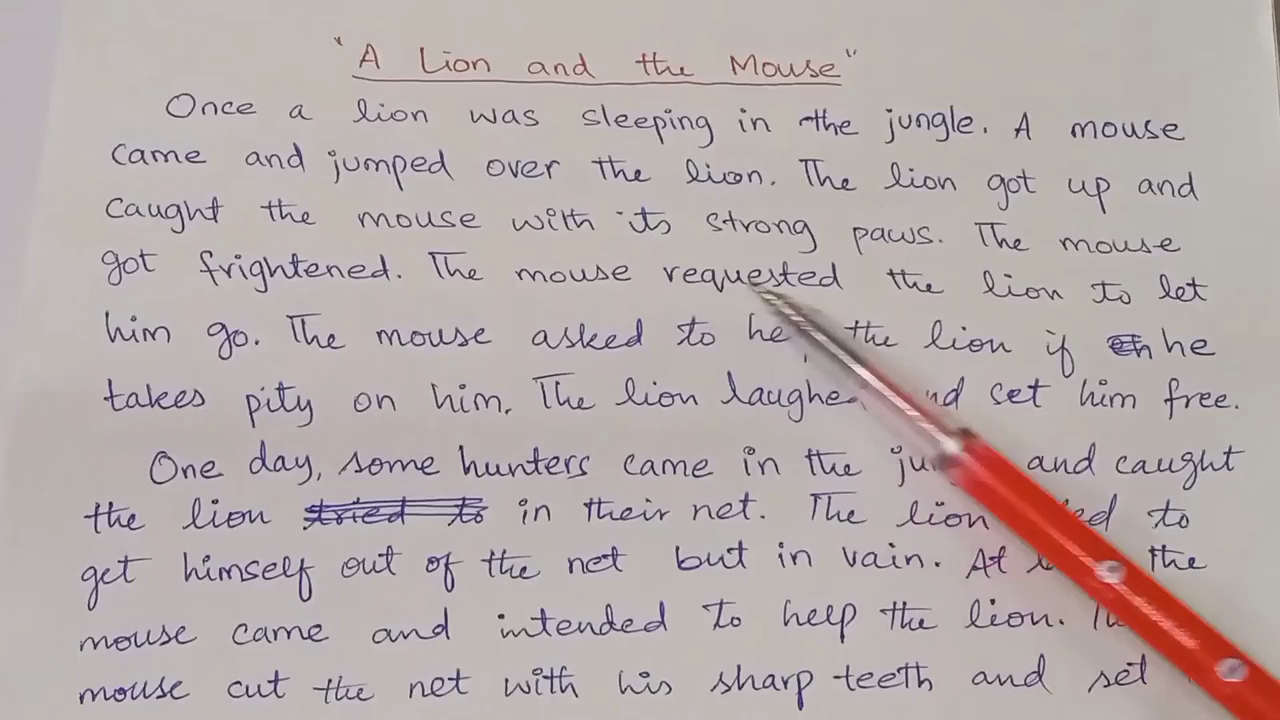 "A Lion and the Mouse"
Once a lion was sleeping in the jungle. A mouse
came and jumped over the lion. The lion got up and
caught the mouse with its strong paws. The mouse
got frightened. The mouse requested the lion to let
him go. The mouse asked to the lion if he
takes pity on him. The lion set him free.
One day, some hunters came in the and caught
the lion tried to in their net. The lion to
get himself out of the net but in vain. At the
mouse came and intended to help the lion.
mouse cut the net with his sharp teeth and set